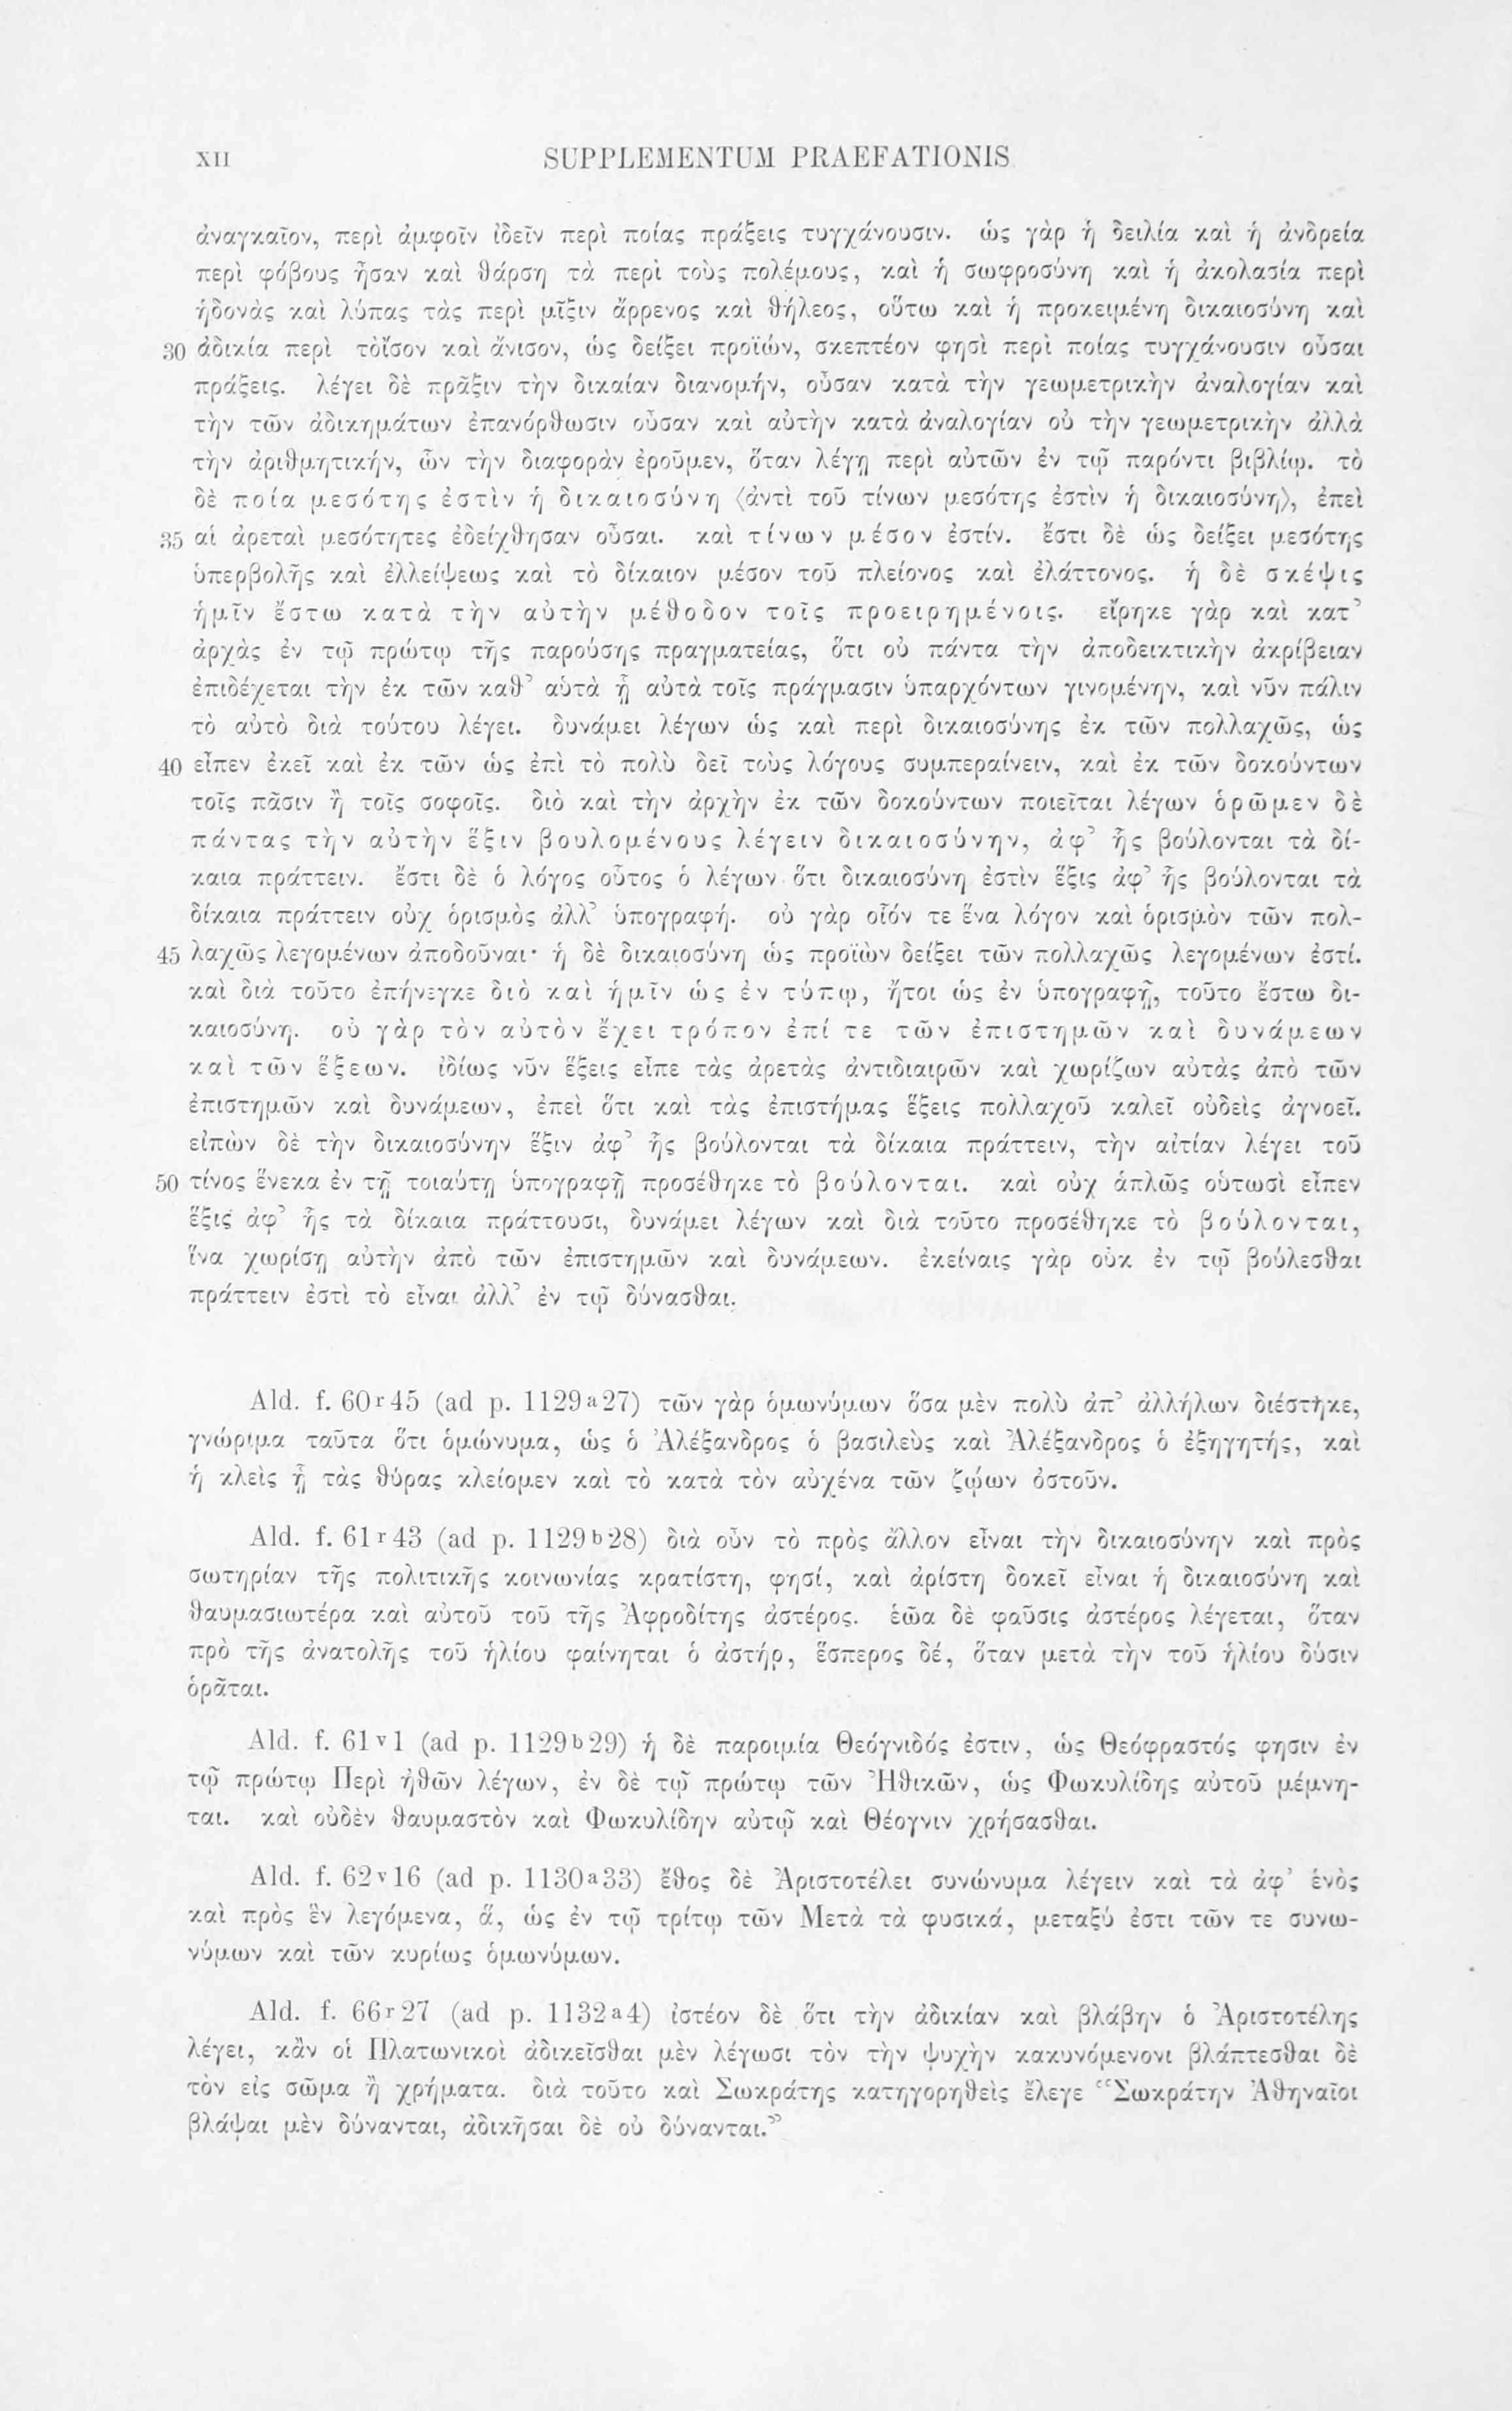 XII SUPPLEMENTUM PRAEFATIONIS
ἀναγκαῖον, περὶ ἀμφοῖν ἰδεῖν περὶ ποίας πράξεις τυγχάνουσιν. ὡς γὰρ ἡ δειλία καὶ ἡ ἀνδρεία
περὶ φόβους ἦσαν καὶ θάρση τὰ περὶ τοὺς πολέμους, καὶ ἡ σωφροσύνη καὶ ἡ ἀκολασία περὶ
ἡδονὰς καὶ λύπας τὰς περὶ μῖξιν ἄρρενος καὶ θήλεος, οὕτω καὶ ἡ προκειμένη δικαιοσύνη καὶ
30 ἀδικία περὶ τὸἴσον καὶ ἄνισον, ὡς δείξει προϊών, σκεπτέον φησὶ περὶ ποίας τυγχάνουσιν οὖσαι
πράξεις. λέγει δὲ πρᾶξιν τὴν δικαίαν διανομήν, οὖσαν κατὰ τὴν γεωμετρικὴν ἀναλογίαν καὶ
τὴν τῶν ἀδικημάτων ἐπανόρθωσιν οὖσαν καὶ αὐτὴν κατὰ ἀναλογίαν οὐ τὴν γεωμετρικὴν ἀλλὰ
τὴν ἀριθμητικήν, ὧν τὴν διαφορὰν ἐροῦμεν, ὅταν λέγῃ περὶ αὐτῶν ἐν τῷ παρόντι βιβλίῳ. τὸ
δὲ ποία μεσότης ἐστὶν ἡ δικαιοσύνη ⟨ἀντὶ τοῦ τίνων μεσότης ἐστὶν ἡ δικαιοσύνη⟩, ἐπεὶ
35 αἱ ἀρεταὶ μεσότητες ἐδείχθησαν οὖσαι. καὶ τίνων μέσον ἐστίν. ἔστι δὲ ὡς δείξει μεσότης
ὑπερβολῆς καὶ ἐλλείψεως καὶ τὸ δίκαιον μέσον τοῦ πλείονος καὶ ἐλάττονος. ἡ δὲ σκέψις
ἡμῖν ἔστω κατὰ τὴν αὐτὴν μέθοδον τοῖς προειρημένοις. εἴρηκε γὰρ καὶ κατ’
ἀρχὰς ἐν τῷ πρώτῳ τῆς παρούσης πραγματείας, ὅτι οὐ πάντα τὴν ἀποδεικτικὴν ἀκρίβειαν
ἐπιδέχεται τὴν ἐκ τῶν καθ’ αὑτὰ ᾗ αὐτὰ τοῖς πράγμασιν ὑπαρχόντων γινομένην, καὶ νῦν πάλιν
τὸ αὐτὸ διὰ τούτου λέγει. δυνάμει λέγων ὡς καὶ περὶ δικαιοσύνης ἐκ τῶν πολλαχῶς, ὡς
40 εἶπεν ἐκεῖ καὶ ἐκ τῶν ὡς ἐπὶ τὸ πολὺ δεῖ τοὺς λόγους συμπεραίνειν, καὶ ἐκ τῶν δοκούντων
τοῖς πᾶσιν ἢ τοῖς σοφοῖς. διὸ καὶ τὴν ἀρχὴν ἐκ τῶν δοκούντων ποιεῖται λέγων ὁρῶμεν δὲ
πάντας τὴν αὐτὴν ἕξιν βουλομένους λέγειν δικαιοσύνην, ἀφ’ ἧς βούλονται τὰ δί-
καια πράττειν. ἔστι δὲ ὁ λόγος οὗτος ὁ λέγων ὅτι δικαιοσύνη ἐστὶν ἕξις ἀφ’ ἧς βούλονται τὰ
δίκαια πράττειν οὐχ ὁρισμὸς ἀλλ’ ὑπογραφή. οὐ γὰρ οἷόν τε ἕνα λόγον καὶ ὁρισμὸν τῶν πολ-
45 λαχῶς λεγομένων ἀποδοῦναι· ἡ δὲ δικαιοσύνη ὡς προϊὼν δείξει τῶν πολλαχῶς λεγομένων ἐστί.
καὶ διὰ τοῦτο ἐπήνεγκε διὸ καὶ ἡμῖν ὡς ἐν τύπῳ, ἤτοι ὡς ἐν ὑπογραφῇ, τοῦτο ἔστω δι-
καιοσύνη. οὐ γὰρ τὸν αὐτὸν ἔχει τρόπον ἐπί τε τῶν ἐπιστημῶν καὶ δυνάμεων
καὶ τῶν ἕξεων. ἰδίως νῦν ἕξεις εἶπε τὰς ἀρετὰς ἀντιδιαιρῶν καὶ χωρίζων αὐτὰς ἀπὸ τῶν
ἐπιστημῶν καὶ δυνάμεων, ἐπεὶ ὅτι καὶ τὰς ἐπιστήμας ἕξεις πολλαχοῦ καλεῖ οὐδεὶς ἀγνοεῖ.
εἰπὼν δὲ τὴν δικαιοσύνην ἕξιν ἀφ’ ἧς βούλονται τὰ δίκαια πράττειν, τὴν αἰτίαν λέγει τοῦ
50 τίνος ἕνεκα ἐν τῇ τοιαύτῃ ὑπογραφῇ προσέθηκε τὸ βούλονται. καὶ οὐχ ἁπλῶς οὑτωσὶ εἶπεν
ἕξις ἀφ’ ἧς τὰ δίκαια πράττουσι, δυνάμει λέγων καὶ διὰ τοῦτο προσέθηκε τὸ βούλονται,
ἵνα χωρίσῃ αὐτὴν ἀπὸ τῶν ἐπιστημῶν καὶ δυνάμεων. ἐκείναις γὰρ οὐκ ἐν τῷ βούλεσθαι
πράττειν ἐστὶ τὸ εἶναι ἀλλ’ ἐν τῷ δύνασθαι.
Ald. f. 60r45 (ad p. 1129a27) τῶν γὰρ ὁμωνύμων ὅσα μὲν πολὺ ἀπ’ ἀλλήλων διέστηκε,
γνώριμα ταῦτα ὅτι ὁμώνυμα, ὡς ὁ Ἀλέξανδρος ὁ βασιλεὺς καὶ Ἀλέξανδρος ὁ ἐξηγητής, καὶ
ἡ κλεὶς ᾗ τὰς θύρας κλείομεν καὶ τὸ κατὰ τὸν αὐχένα τῶν ζῴων ὀστοῦν.
Ald. f. 61r43 (ad p. 1129b28) διὰ οὖν τὸ πρὸς ἄλλον εἶναι τὴν δικαιοσύνην καὶ πρὸς
σωτηρίαν τῆς πολιτικῆς κοινωνίας κρατίστη, φησί, καὶ ἀρίστη δοκεῖ εἶναι ἡ δικαιοσύνη καὶ
θαυμασιωτέρα καὶ αὐτοῦ τοῦ τῆς Ἀφροδίτης ἀστέρος. ἑῶα δὲ φαῦσις ἀστέρος λέγεται, ὅταν
πρὸ τῆς ἀνατολῆς τοῦ ἡλίου φαίνηται ὁ ἀστήρ, ἕσπερος δέ, ὅταν μετὰ τὴν τοῦ ἡλίου δύσιν
ὁρᾶται.
Ald. f. 61v1 (ad p. 1129b29) ἡ δὲ παροιμία Θεόγνιδός ἐστιν, ὡς Θεόφραστός φησιν ἐν
τῷ πρώτῳ Περὶ ἠθῶν λέγων, ἐν δὲ τῷ πρώτῳ τῶν Ἠθικῶν, ὡς Φωκυλίδης αὐτοῦ μέμνη-
ται. καὶ οὐδὲν θαυμαστὸν καὶ Φωκυλίδην αὐτῷ καὶ Θέογνιν χρήσασθαι.
Ald. f. 62v16 (ad p. 1130a33) ἔθος δὲ Ἀριστοτέλει συνώνυμα λέγειν καὶ τὰ ἀφ’ ἑνὸς
καὶ πρὸς ἓν λεγόμενα, ἅ, ὡς ἐν τῷ τρίτῳ τῶν Μετὰ τὰ φυσικά, μεταξύ ἐστι τῶν τε συνω-
νύμων καὶ τῶν κυρίως ὁμωνύμων.
Ald. f. 66r27 (ad p. 1132a4) ἰστέον δὲ ὅτι τὴν ἀδικίαν καὶ βλάβην ὁ Ἀριστοτέλης
λέγει, κἂν οἱ Πλατωνικοὶ ἀδικεῖσθαι μὲν λέγωσι τὸν τὴν ψυχὴν κακυνόμενονι βλάπτεσθαι δὲ
τὸν εἰς σῶμα ἢ χρήματα. διὰ τοῦτο καὶ Σωκράτης κατηγορηθεὶς ἔλεγε “Σωκράτην Ἀθηναῖοι
βλάψαι μὲν δύνανται, ἀδικῆσαι δὲ οὐ δύνανται.”